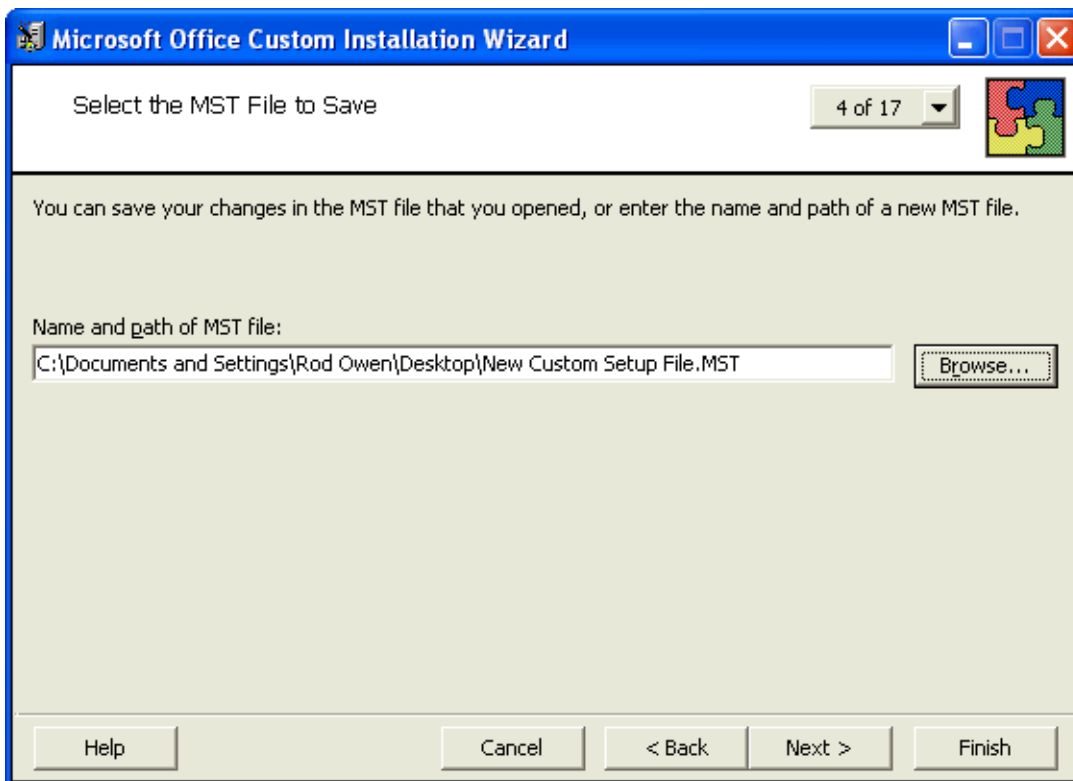 Microsoft Office Custom Installation Wizard
Select the MST File to Save
4 of 17
You can save your changes in the MST file that you opened, or enter the name and path of a new MST file.
Name and path of MST file:
C:\Documents and Settings\Rod Owen\Desktop\New Custom Setup File.MST
Browse...
Help
Cancel
< Back
Next >
Finish